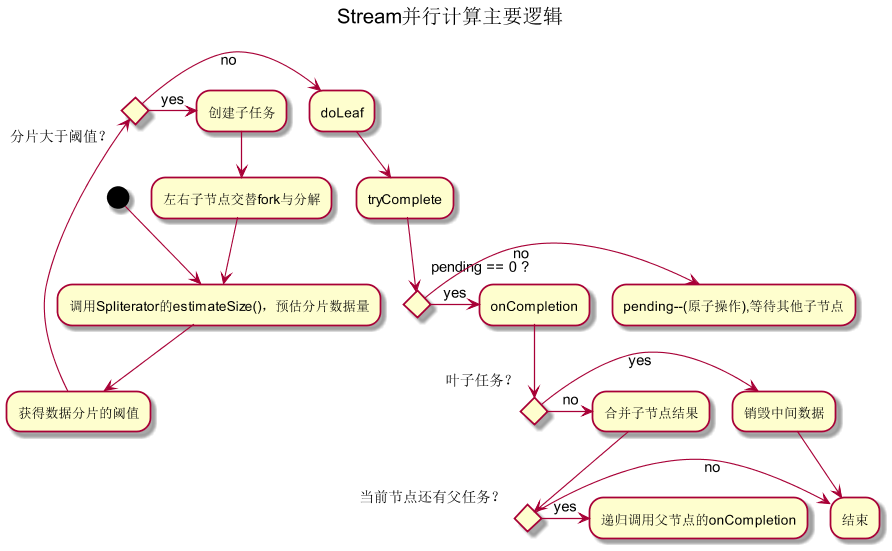 Stream并行计算主要逻辑
no
yes
创建子任务
doLeaf
分片大于阈值?
左右子节点交替fork与分解
tryComplete
no
pending == 0 ?
调用Spliterator的estimateSize(), 预估分片数据量
yes
onCompletion
pending--(原子操作),等待其他子节点
叶子任务?
yes
获得数据分片的阈值
no
合并子节点结果
销毁中间数据
no
当前节点还有父任务?
yes
递归调用父节点的onCompletion
结束